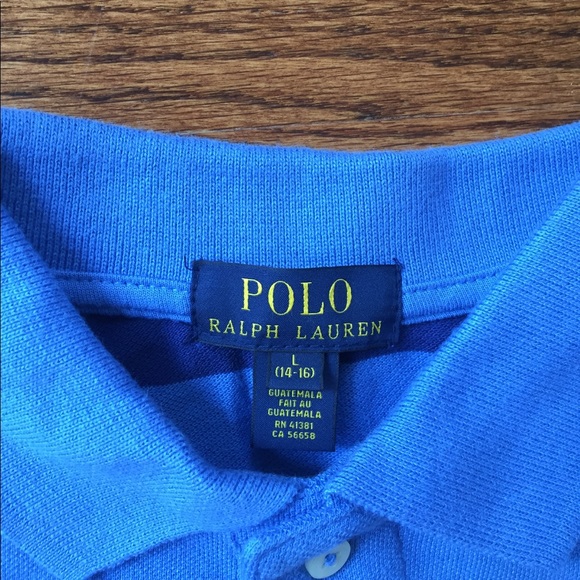 POLO
RALPH LAUREN
L
(14-16)
GUATEMALA
FAIT AU
GUATEMALA
RN 41381
CA 56658